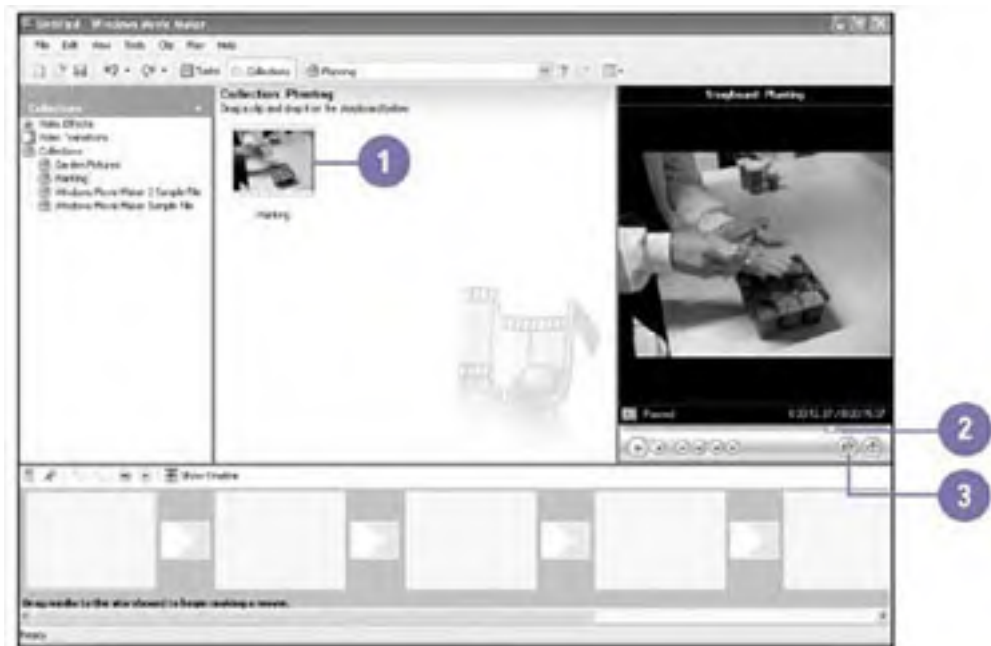 Untitled - Windows Movie Maker
File Edit View Tools Clip Play Help
Tasks Collections Planting
Collections
Video Effects
Video Transitions
Collections
Garden Pictures
Planting
Windows Movie Maker 2 Sample File
Windows Movie Maker Sample File
Collection: Planting
Drag a clip and drop it on the storyboard below.
Planting
1
Storyboard: Planting
Paused
2
3
Show Timeline
Drag media to the storyboard to begin making a movie.
Ready